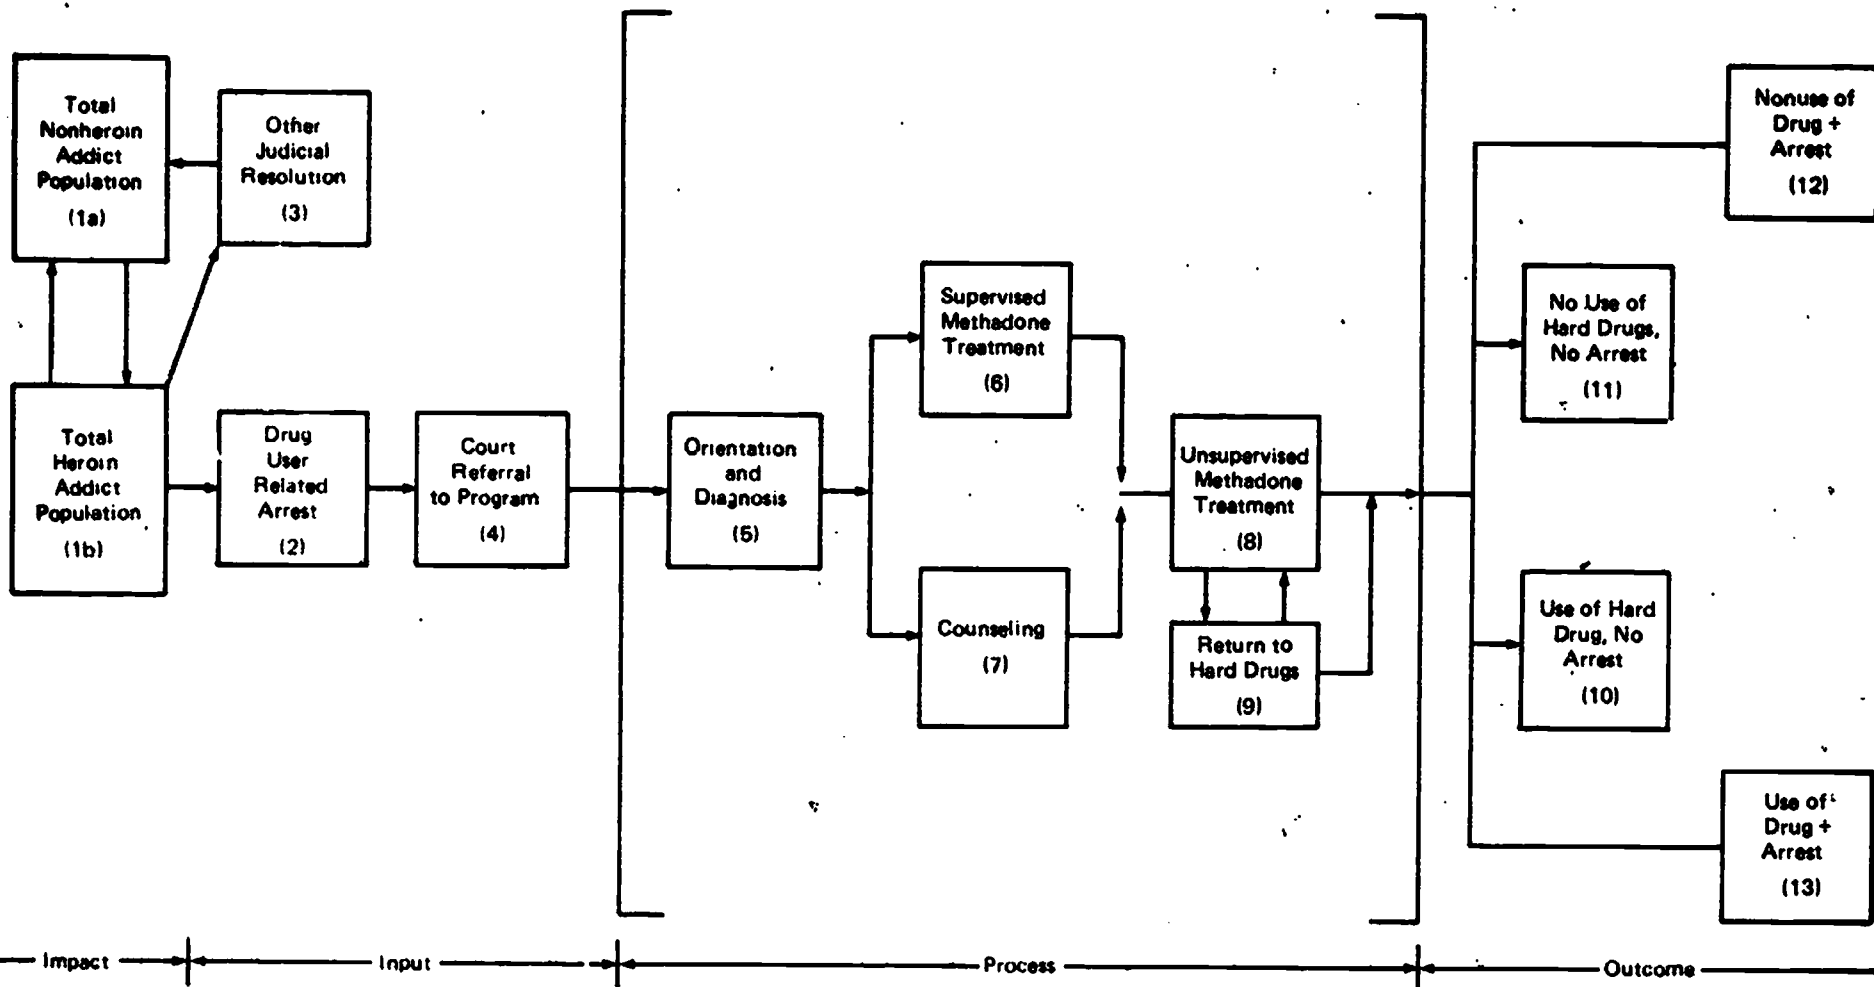 Total
Nonheroin
Addict
Population
(1a)
Other
Judicial
Resolution
(3)
Total
Heroin
Addict
Population
(1b)
Drug
User
Related
Arrest
(2)
Court
Referral
to Program
(4)
Orientation
and
Diagnosis
(5)
Supervised
Methadone
Treatment
(6)
Counseling
(7)
Unsupervised
Methadone
Treatment
(8)
Return to
Hard Drugs
(9)
Nonuse of
Drug +
Arrest
(12)
No Use of
Hard Drugs,
No Arrest
(11)
Use of Hard
Drug, No
Arrest
(10)
Use of
Drug +
Arrest
(13)
Impact
Input
Process
Outcome